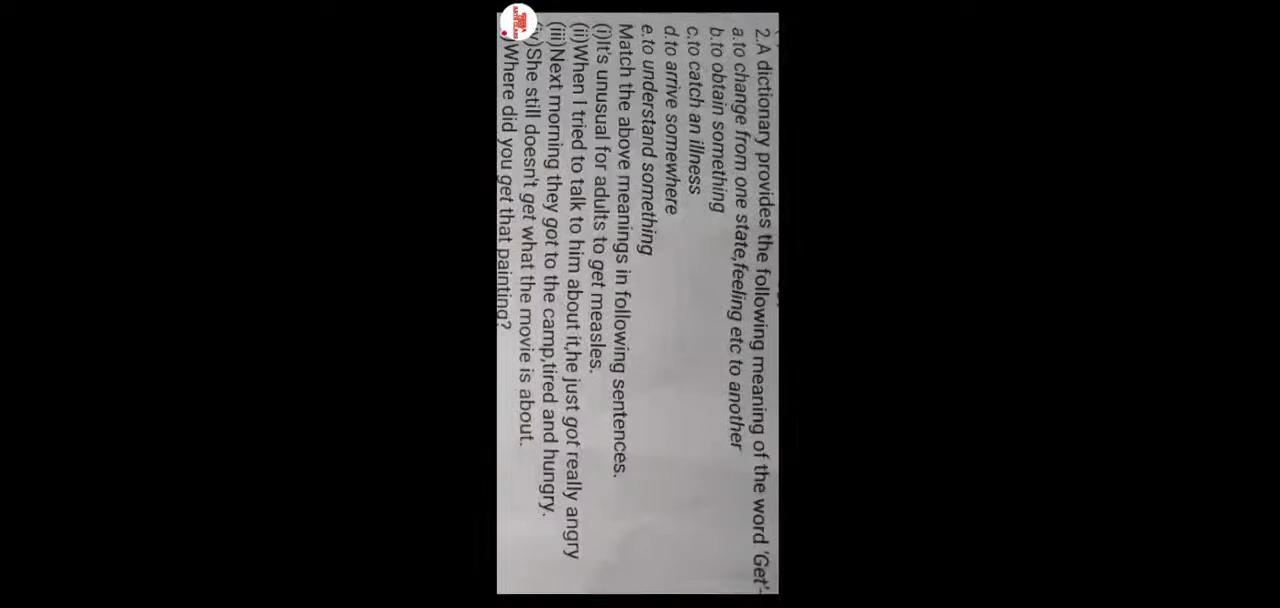 2.A dictionary provides the following meaning of the word 'Get'-
a.to change from one state,feeling etc to another
b.to obtain something
c.to catch an illness
d.to arrive somewhere
e.to understand something
Match the above meanings in following sentences.
(i)It's unusual for adults to get measles.
(ii)When I tried to talk to him about it,he just got really angry
(iii)Next morning they got to the camp,tired and hungry.
)She still doesn't get what the movie is about.
)Where did you get that painting?